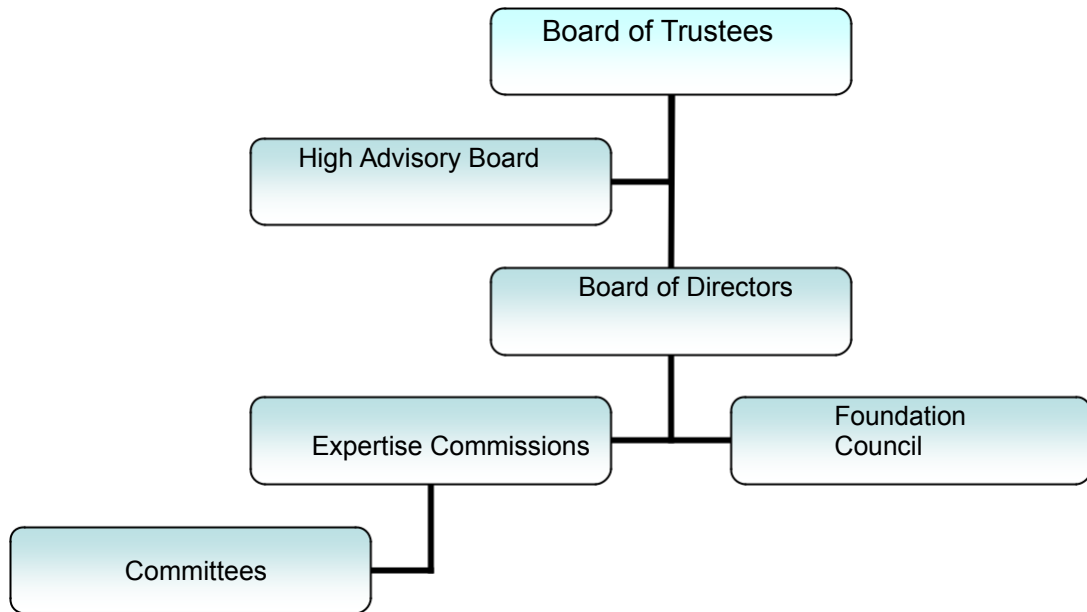 Board of Trustees
High Advisory Board
Board of Directors
Expertise Commissions
Foundation
Council
Committees